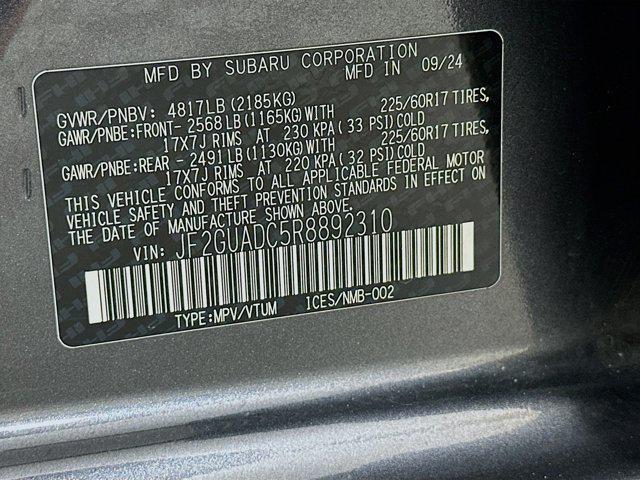 MFD BY SUBARU CORPORATION
MFD IN 09/24
GVWR/PNBV: 4817LB(2185KG)
GAWR/PNBE:FRONT- 2568LB(1165KG)WITH 225/60R17 TIRES,
17X7J RIMS AT 230 KPA(33 PSI)COLD
GAWR/PNBE:REAR - 2491LB(1130KG)WITH 225/60R17 TIRES,
17X7J RIMS AT 220 KPA(32 PSI)COLD
THIS VEHICLE CONFORMS TO ALL APPLICABLE FEDERAL MOTOR
VEHICLE SAFETY AND THEFT PREVENTION STANDARDS IN EFFECT ON
THE DATE OF MANUFACTURE SHOWN ABOVE.
VIN: JF2GUADC5R8892310
TYPE:MPV/VTUM ICES/NMB-002